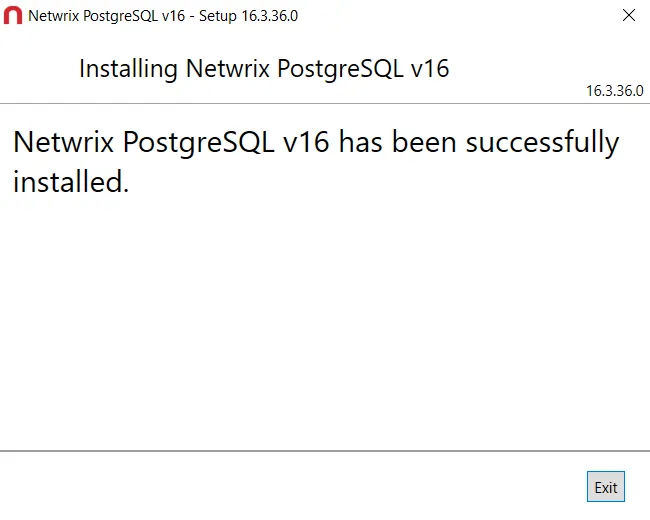 Netwrix PostgreSQL v16 - Setup 16.3.36.0
Installing Netwrix PostgreSQL v16
16.3.36.0
Netwrix PostgreSQL v16 has been successfully
installed.
Exit